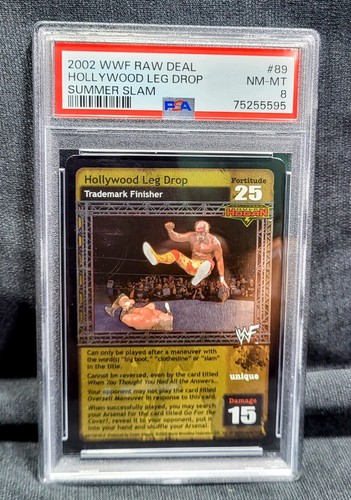 2002 WWF RAW DEAL #89
HOLLYWOOD LEG DROP NM-MT
SUMMER SLAM 8
PSA 75255595
Hollywood Leg Drop Fortitude
Trademark Finisher 25
HOGAN
WF
Can only be played after a maneuver with
the word(s) "big boot," "clothesline" or "slam"
in the title.
Cannot be reversed, even by the card titled
When You Thought You Had All the Answers...
unique
Your opponent may not play the card titled
Oversell Maneuver in response to this card.
When successfully played, you may search
your Arsenal for the card titled Go For the
Cover!, reveal it to your opponent, put it
in your hand and shuffle your Arsenal.
Damage
15